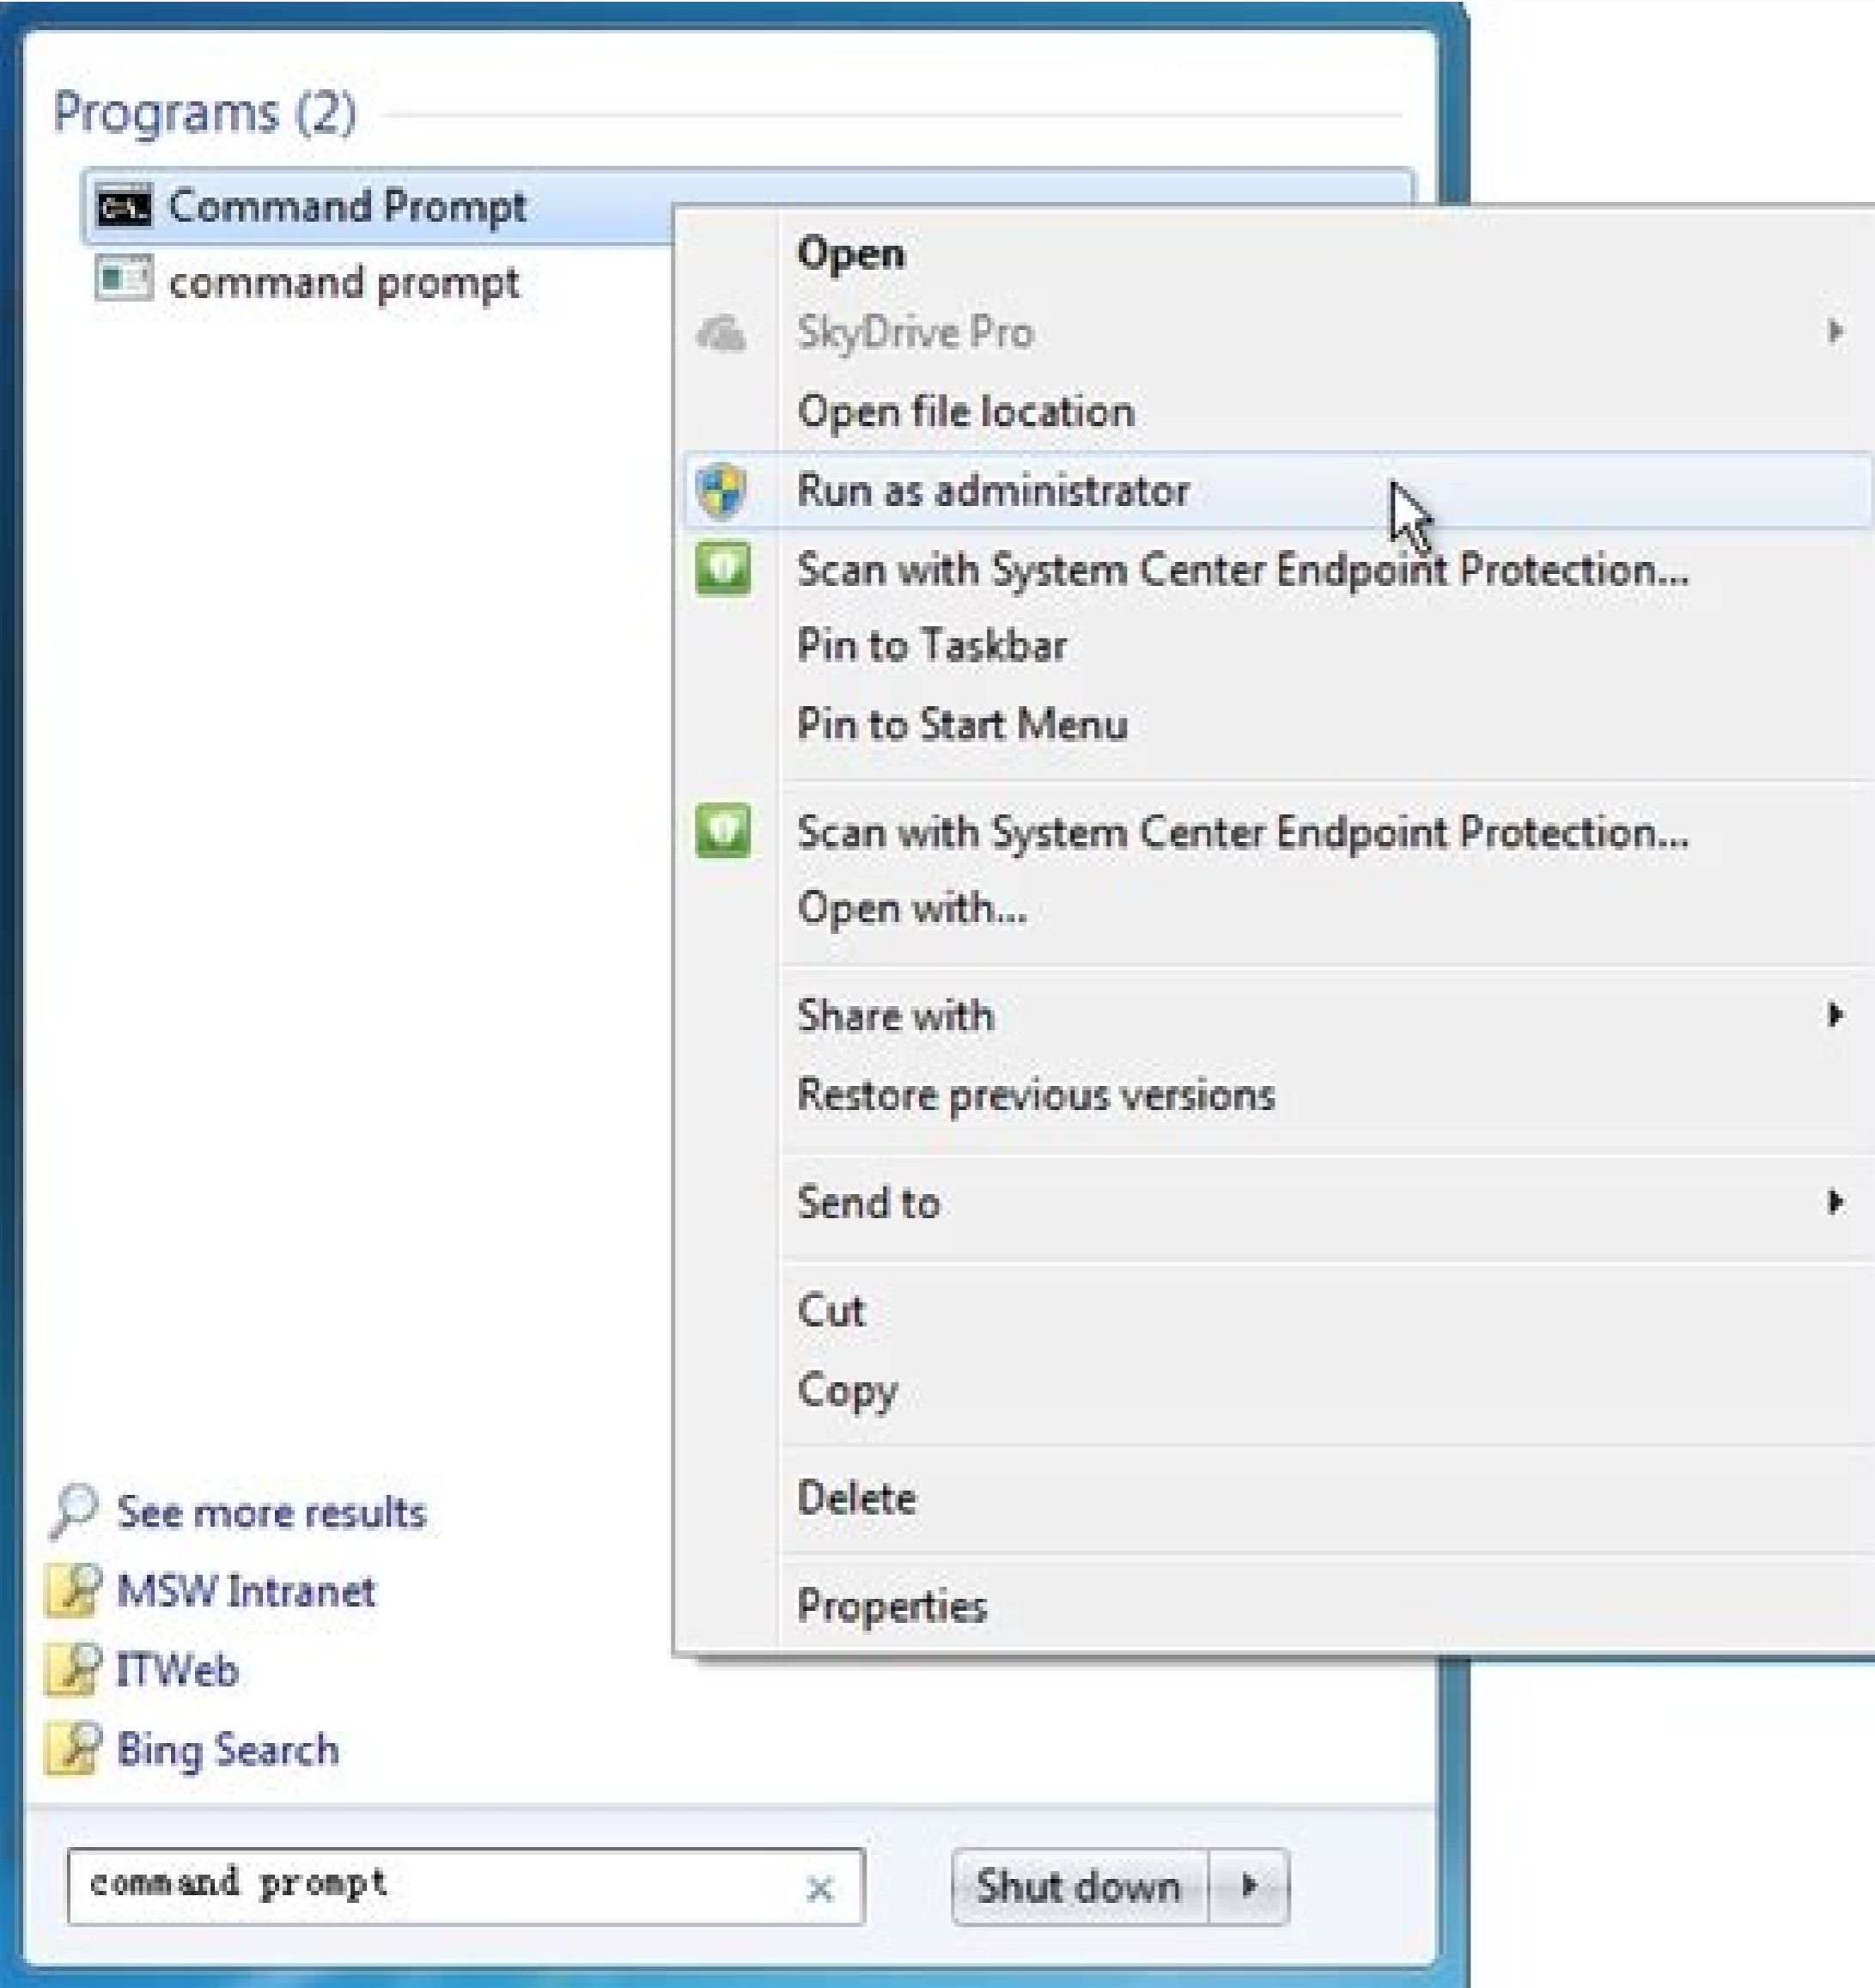 Programs (2)
Command Prompt
command prompt
Open
SkyDrive Pro
Open file location
Run as administrator
Scan with System Center Endpoint Protection...
Pin to Taskbar
Pin to Start Menu
Scan with System Center Endpoint Protection...
Open with...
Share with
Restore previous versions
Send to
Cut
Copy
Delete
Properties
See more results
MSW Intranet
ITWeb
Bing Search
command prompt
Shut down